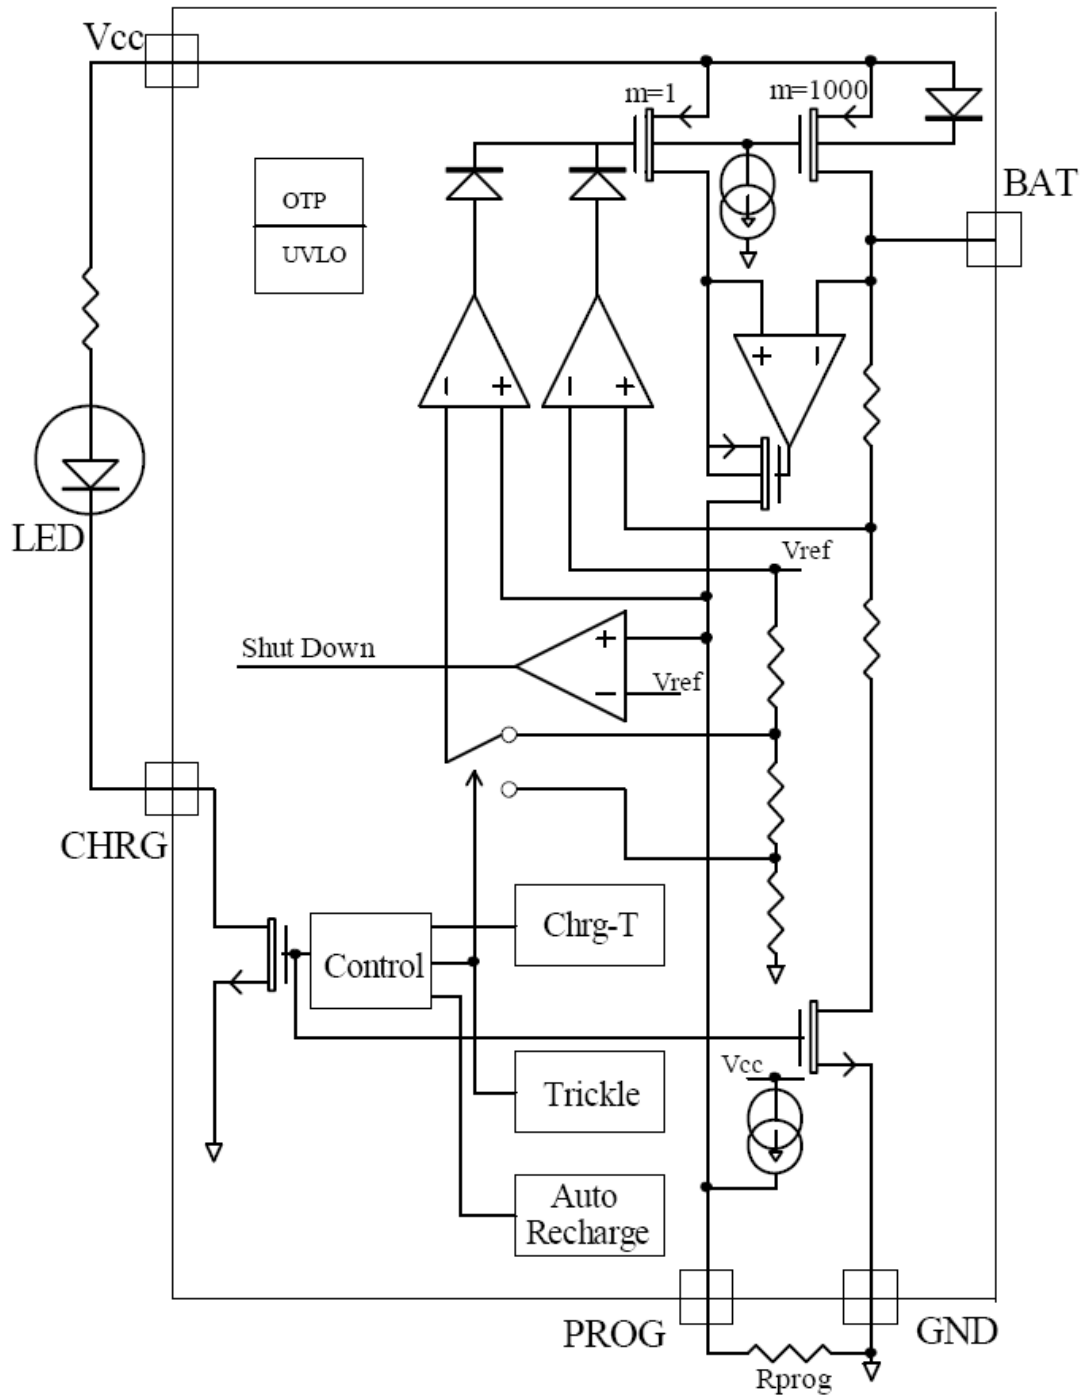 Vcc
m=1
m=1000
BAT
OTP
UVLO
+
-
-
+
-
+
LED
Vref
Shut Down
+
Vref
-
CHRG
Chrg-T
Control
Vcc
Trickle
Auto
Recharge
PROG
GND
Rprog